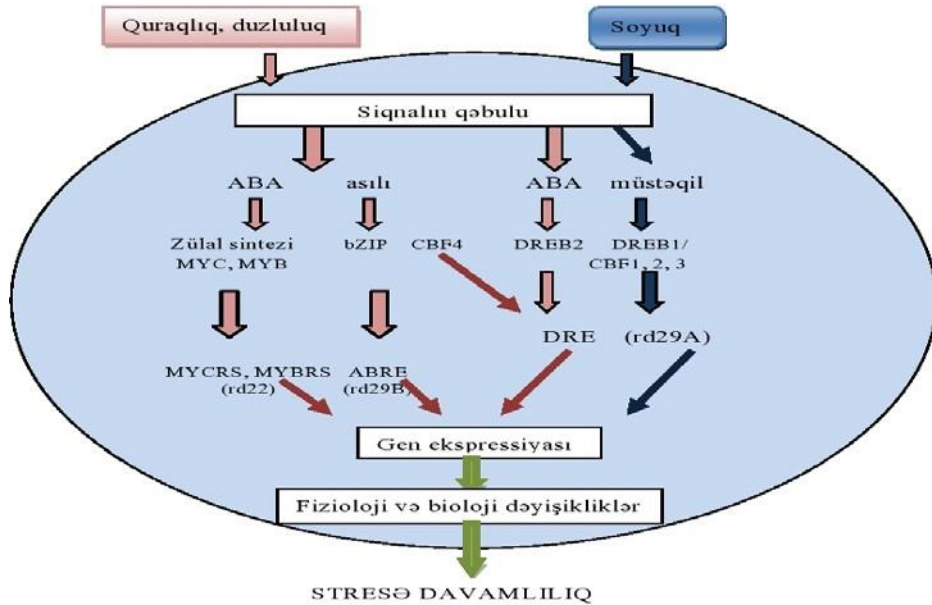 Quraqlıq, duzluluq
Soyuq
Siqnalın qəbulu
ABA asılı ABA müstəqil
Zülal sintezi bZIP CBF4 DREB2 DREB1/
MYC, MYB CBF1, 2, 3
DRE (rd29A)
MYCRS, MYBRS ABRE
(rd22) (rd29B)
Gen ekspressiyası
Fizioloji və bioloji dəyişikliklər
STRESƏ DAVAMLILIQ